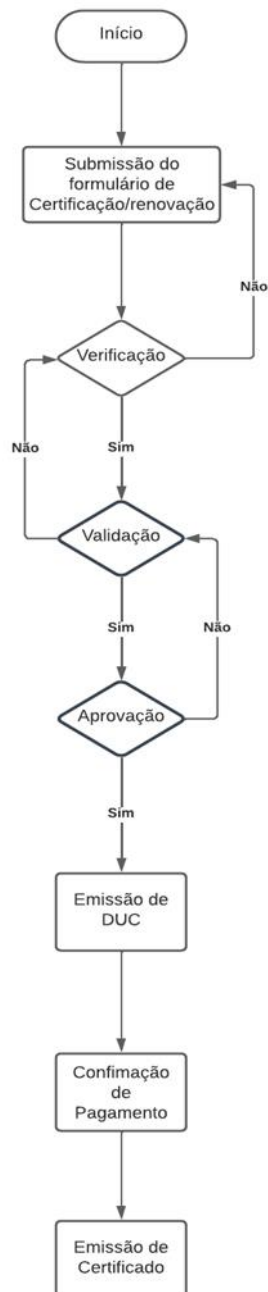 Início
Submissão do
formulário de
Certificação/renovação
Não
Verificação
Não
Sim
Validação
Sim
Não
Aprovação
Sim
Emissão de
DUC
Confimação
de
Pagamento
Emissão de
Certificado